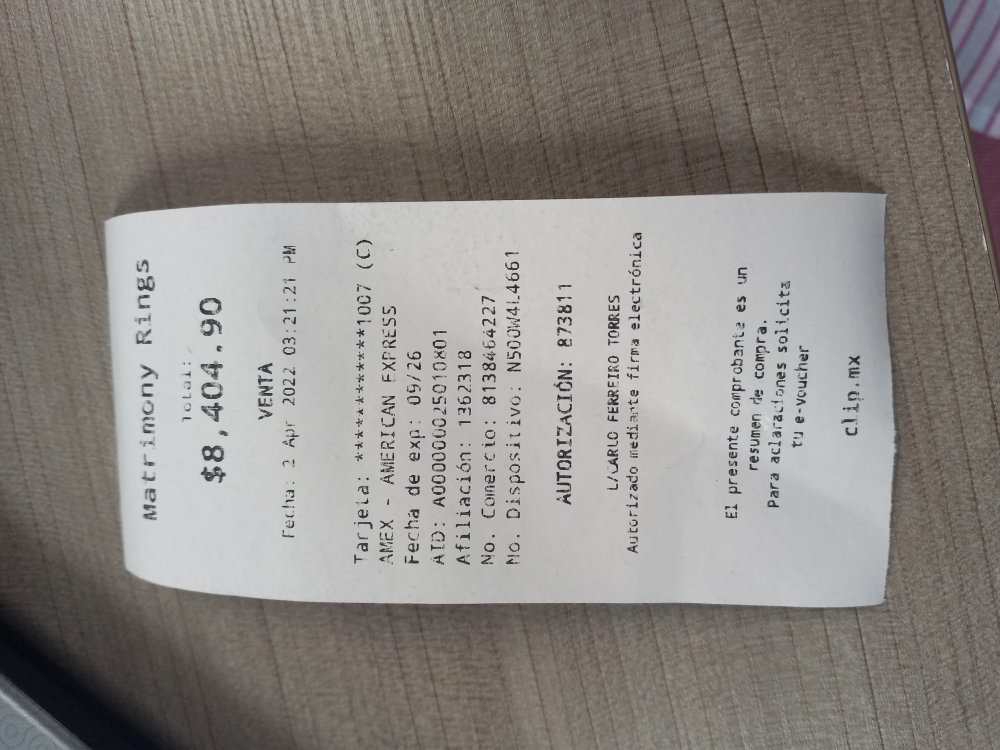 Matrimony Rings
Total:
$8,404.90
VENTA
Fecha: 2 Apr 2022 03:21:21 PM
Tarjeta: ***********1007 (C)
AMEX - AMERICAN EXPRESS
Fecha de exp: 09/26
AID: A000000025010801
Afiliación: 1362318
No. Comercio: 8138464227
No. Dispositivo: N500W4L4661
AUTORIZACIÓN: 873811
L/CARLO FERREIRO TORRES
Autorizado mediante firma electrónica
El presente comprobante es un
resumen de compra.
Para aclaraciones solicita
tu e-voucher
clip.mx